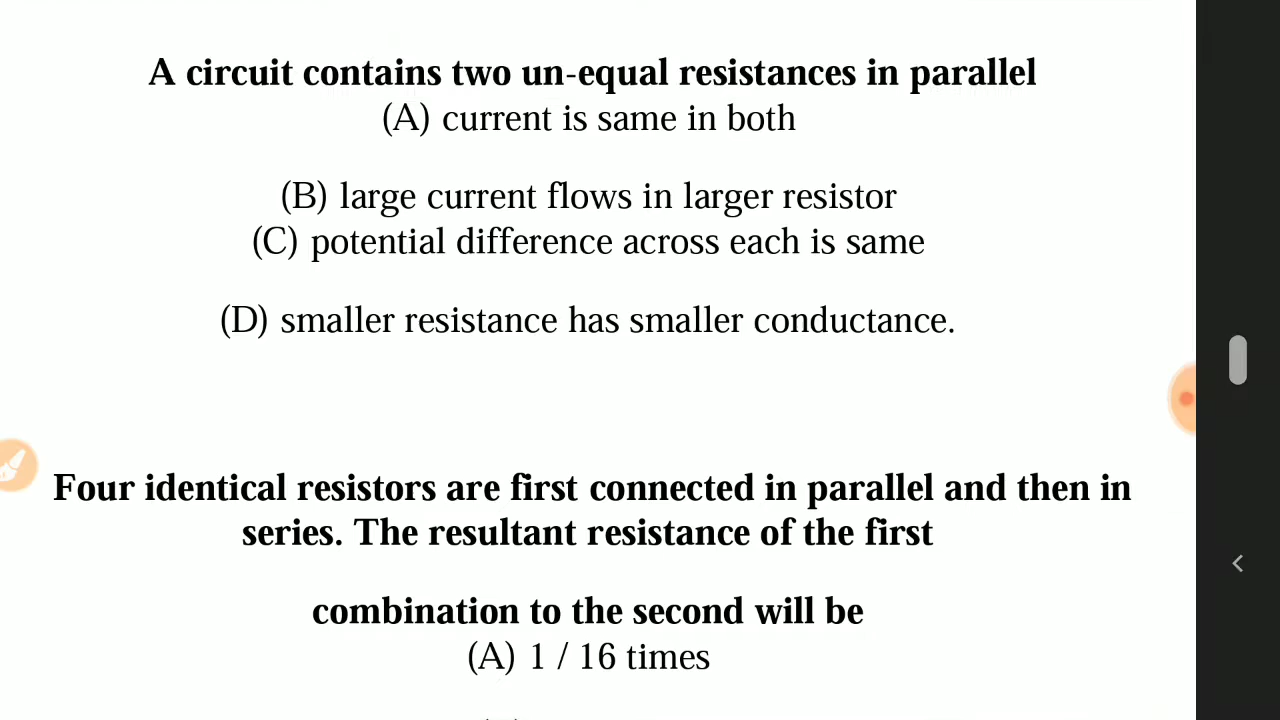 A circuit contains two un-equal resistances in parallel
(A) current is same in both
(B) large current flows in larger resistor
(C) potential difference across each is same
(D) smaller resistance has smaller conductance.
Four identical resistors are first connected in parallel and then in
series. The resultant resistance of the first
combination to the second will be
(A) 1 / 16 times